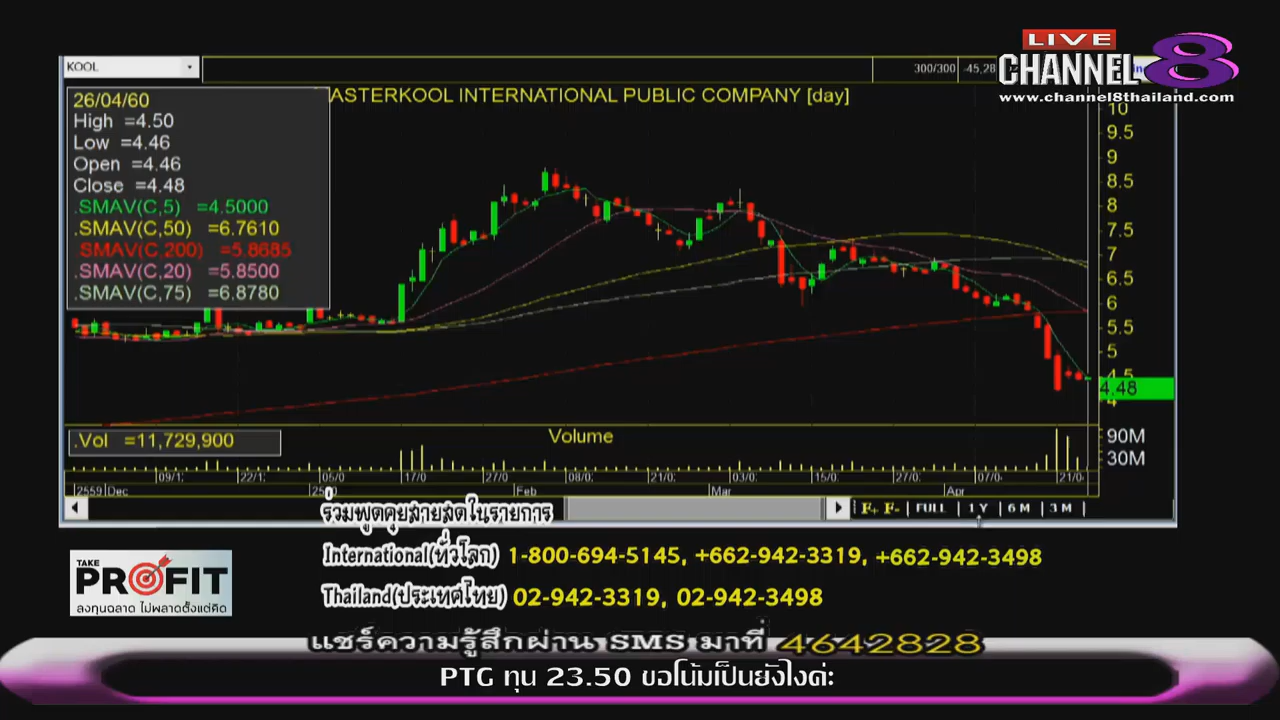 LIVE
CHANNEL 8
www.channel8thailand.com
KOOL
300/300 -45,28
26/04/60
High =4.50
Low =4.46
Open =4.46
Close =4.48
.SMAV(C,5) =4.5000
.SMAV(C,50) =6.7610
.SMAV(C,200) =5.8685
.SMAV(C,20) =5.8500
.SMAV(C,75) =6.8780
ASTERKOOL INTERNATIONAL PUBLIC COMPANY [day]
10
9.5
9
8.5
8
7.5
7
6.5
6
5.5
5
4.5
4.48
4
.Vol =11,729,900
Volume
90M
30M
09/1; 22/1; 05/0 17/0 27/0 08/0; 21/0; 03/0; 15/0; 27/0; 07/0 21/0
2559 Dec Feb Mar Apr
F+ F- | FULL | 1 Y | 6 M | 3 M |
ร่วมพูดคุยสายสดในรายการ
International(ทั่วโลก) 1-800-694-5145, +662-942-3319, +662-942-3498
Thailand(ประเทศไทย) 02-942-3319, 02-942-3498
TAKE
PROFIT
ลงทุนฉลาด ไม่พลาดตั้งแต่คิด
แชร์ความรู้สึกผ่าน SMS มาที่ 4642828
PTG ทุน 23.50 ขอโน้มเป็นยังไงค่ะ